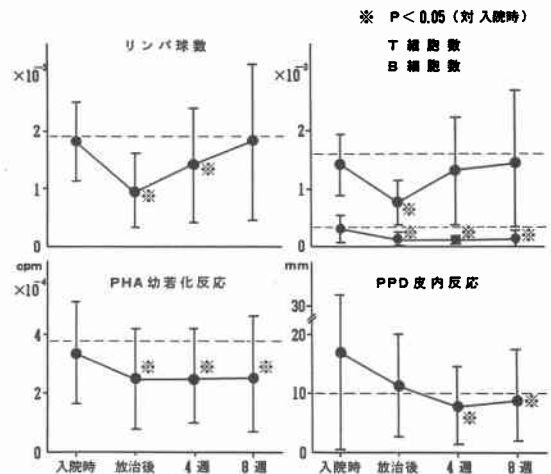 ※ P<0.05(対 入院時)
リンパ球数
T 細胞数
B 細胞数
×10⁻³
2
1
0
※
※
×10⁻³
2
1
0
※
※
※
※
cpm
×10⁻⁴
PHA 幼若化反応
4
2
0
※
※
※
入院時 放治後 4週 8週
mm
PPD 皮内反応
30
20
10
0
※
※
入院時 放治後 4週 8週